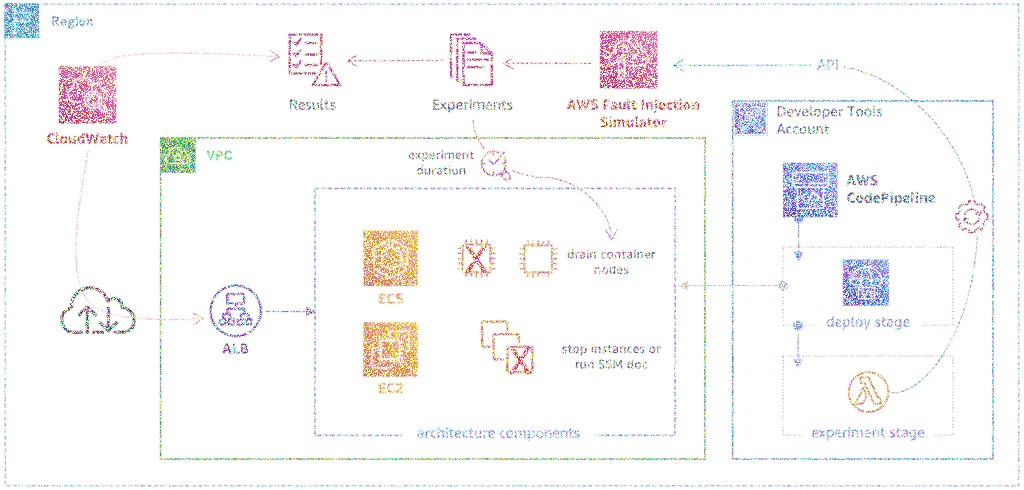 Region
Results
Experiments
AWS Fault Injection
Simulator
API
CloudWatch
Developer Tools
Account
VPC
experiment
duration
AWS
CodePipeline
drain container
nodes
ECS
deploy stage
ALB
stop instances or
run SSM doc
EC2
architecture components
experiment stage